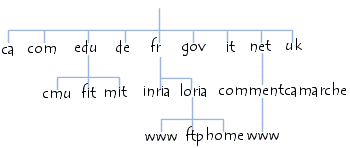 ca com edu de fr gov it net uk
cmu fit mit inria loria commentcamarche
www ftp home www